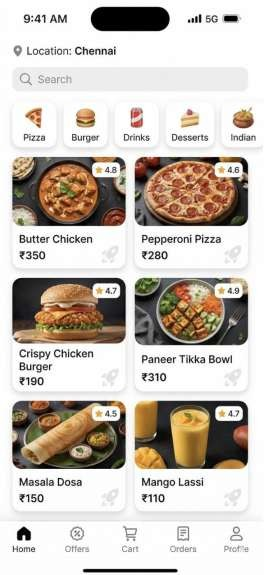 9:41 AM 5G
Location: Chennai
Search
Pizza Burger Drinks Desserts Indian
4.8 4.6
Butter Chicken Pepperoni Pizza
₹350 ₹280
4.7 4.9
Crispy Chicken
Burger
Paneer Tikka Bowl
₹190 ₹310
4.5 4.7
Masala Dosa Mango Lassi
₹150 ₹110
Home Offers Cart Orders Profile